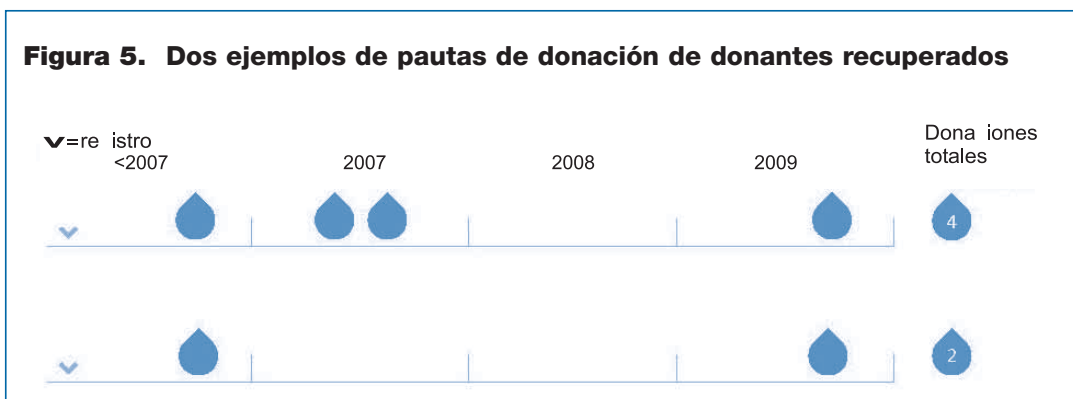 Figura 5. Dos ejemplos de pautas de donación de donantes recuperados
v=re istro
<2007 2007 2008 2009
Dona iones
totales
4
2